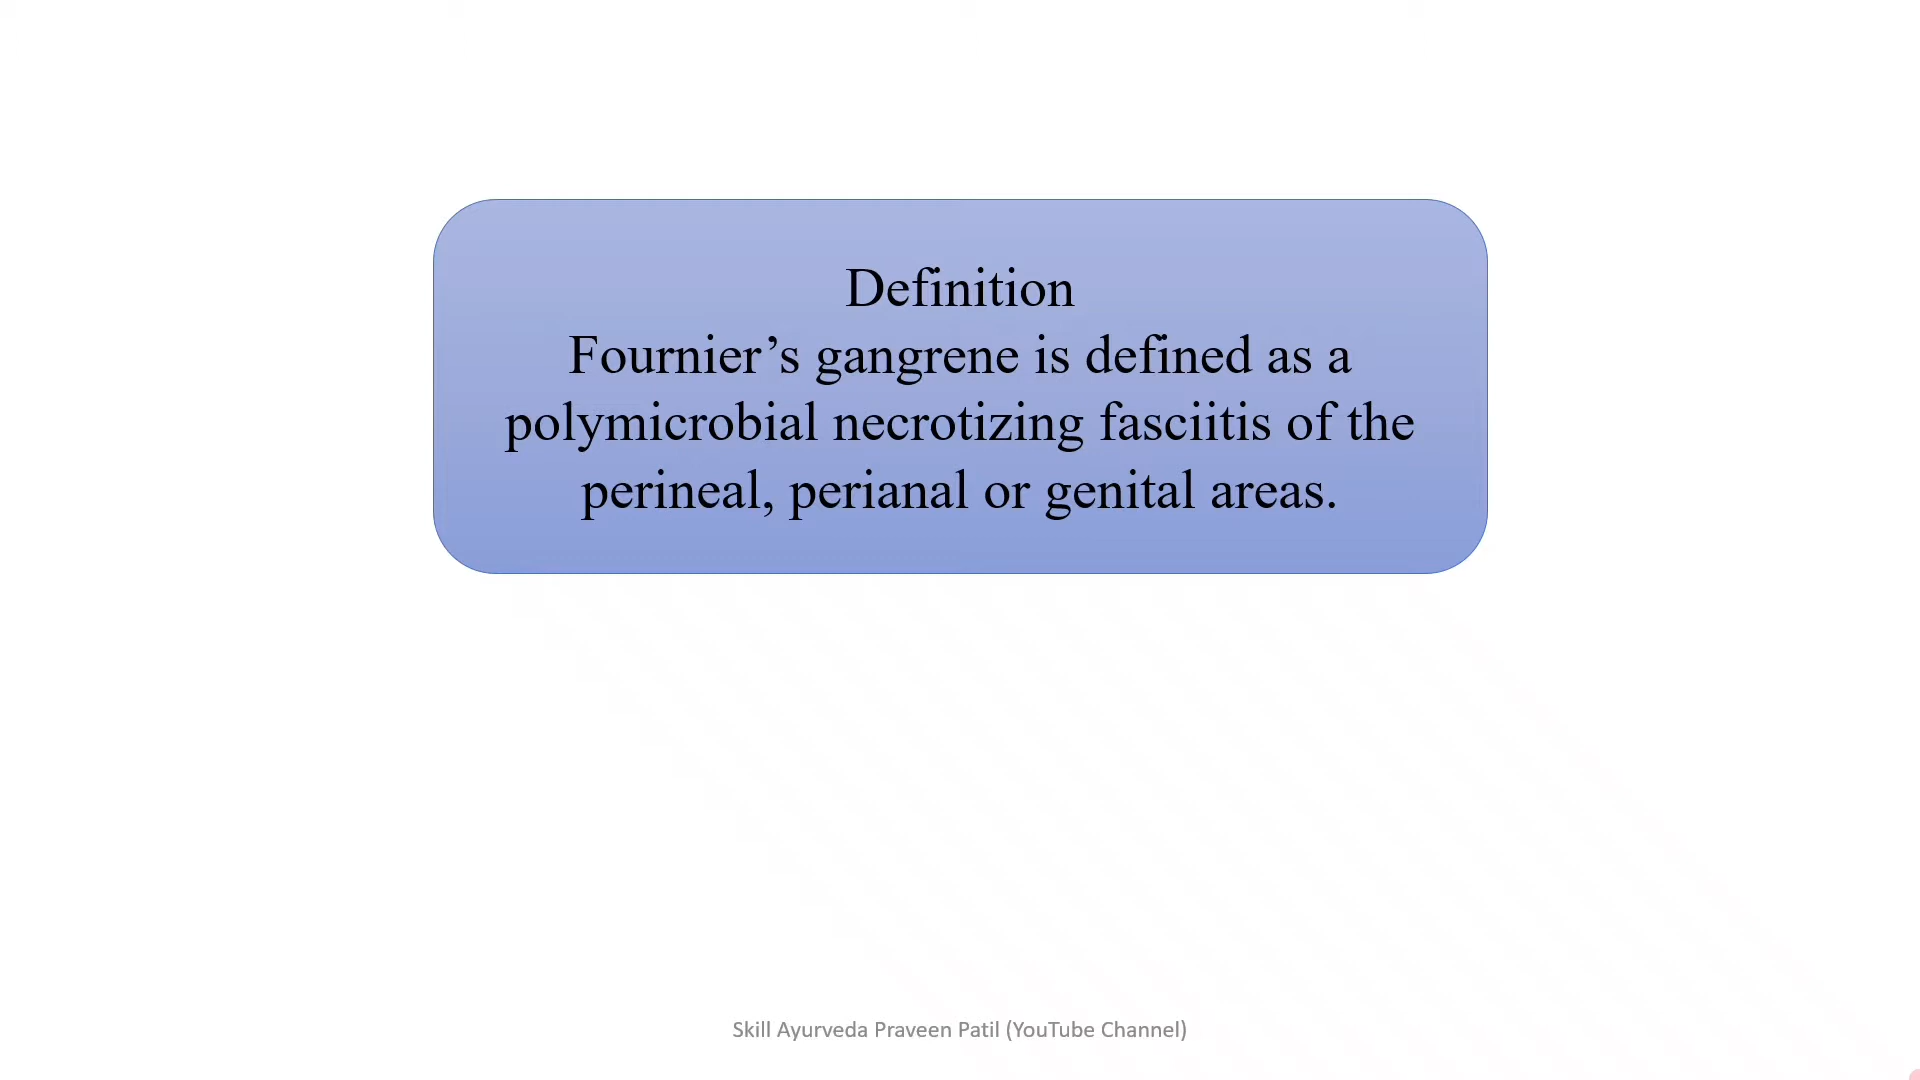 Definition
Fournier’s gangrene is defined as a
polymicrobial necrotizing fasciitis of the
perineal, perianal or genital areas.
Skill Ayurveda Praveen Patil (YouTube Channel)